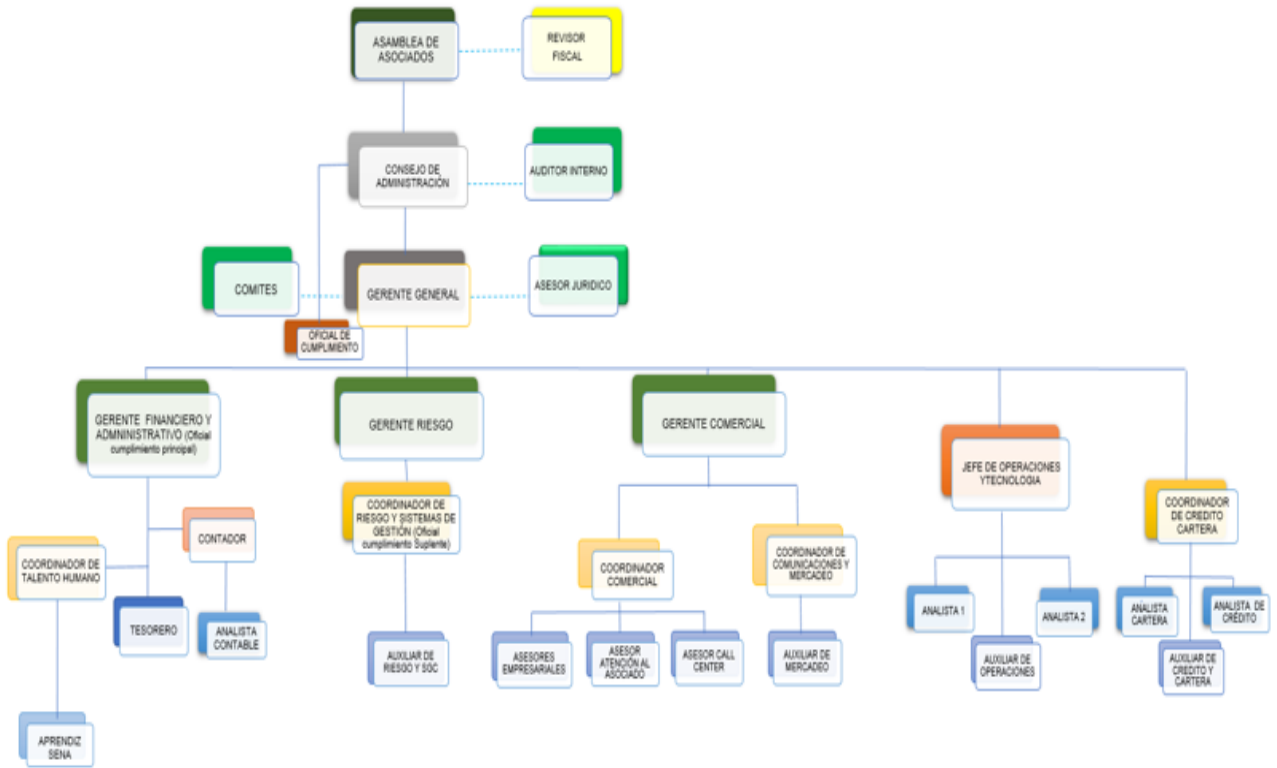 ASAMBLEA DE
ASOCIADOS
REVISOR
FISCAL
CONSEJO DE
ADMINISTRACIÓN
AUDITOR INTERNO
COMITES
GERENTE GENERAL
ASESOR JURIDICO
OFICIAL DE
CUMPLIMIENTO
GERENTE FINANCIERO Y
ADMNINISTRATIVO (Oficial
cumplimiento principal)
GERENTE RIESGO
GERENTE COMERCIAL
JEFE DE OPERACIONES
YTECNOLOGIA
COORDINADOR
DE CREDITO
CARTERA
COORDINADOR DE
RIESGO Y SISTEMAS DE
GESTIÓN (Oficial
cumplimiento Suplente)
CONTADOR
COORDINADOR DE
TALENTO HUMANO
COORDINADOR
COMERCIAL
COORDINADOR DE
COMUNICACIONES Y
MERCADEO
TESORERO
ANALISTA
CONTABLE
ANALISTA 1
ANALISTA 2
ANALISTA
CARTERA
ANALISTA DE
CRÉDITO
AUXILIAR DE
RIESGO Y SGC
ASESORES
EMPRESARIALES
ASESOR
ATENCIÓN AL
ASOCIADO
ASESOR CALL
CENTER
AUXILIAR DE
MERCADEO
AUXILIAR DE
OPERACIONES
AUXILIAR DE
CREDITO Y
CARTERA
APRENDIZ
SENA